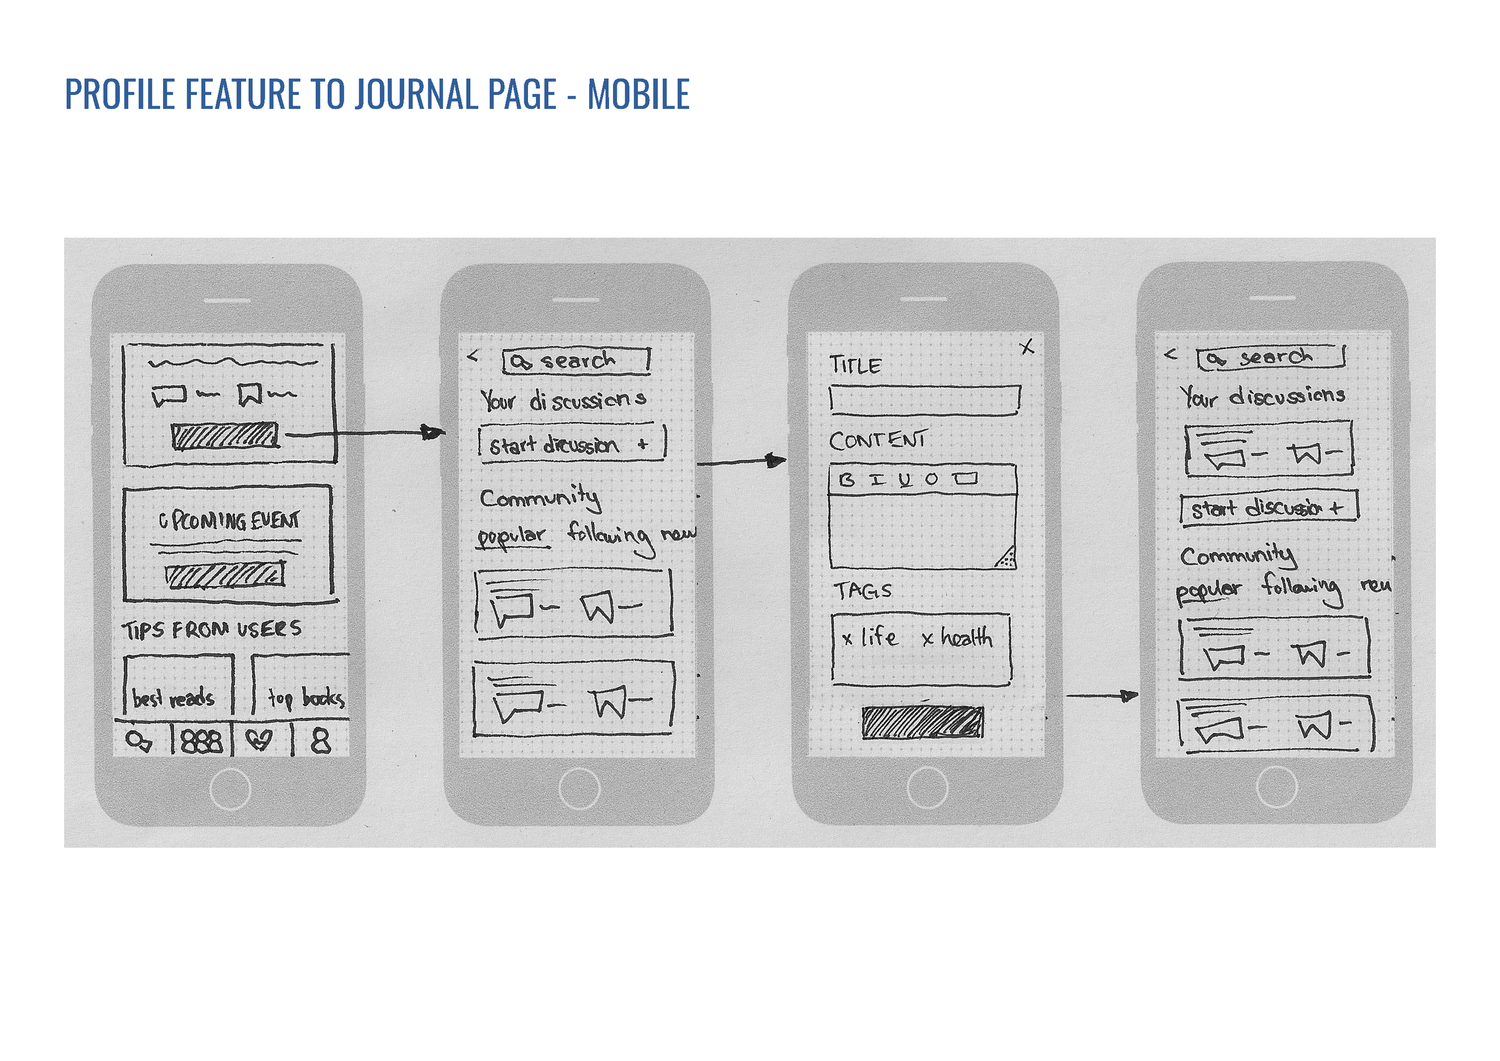 PROFILE FEATURE TO JOURNAL PAGE - MOBILE
UPCOMING EVENT
TIPS FROM USERS
best reads
top books
< search
Your discussions
start dicussion +
Community
popular following new
X
TITLE
CONTENT
B I U O
TAGS
x life x health
< search
Your discussions
start discussion +
Community
popular following new